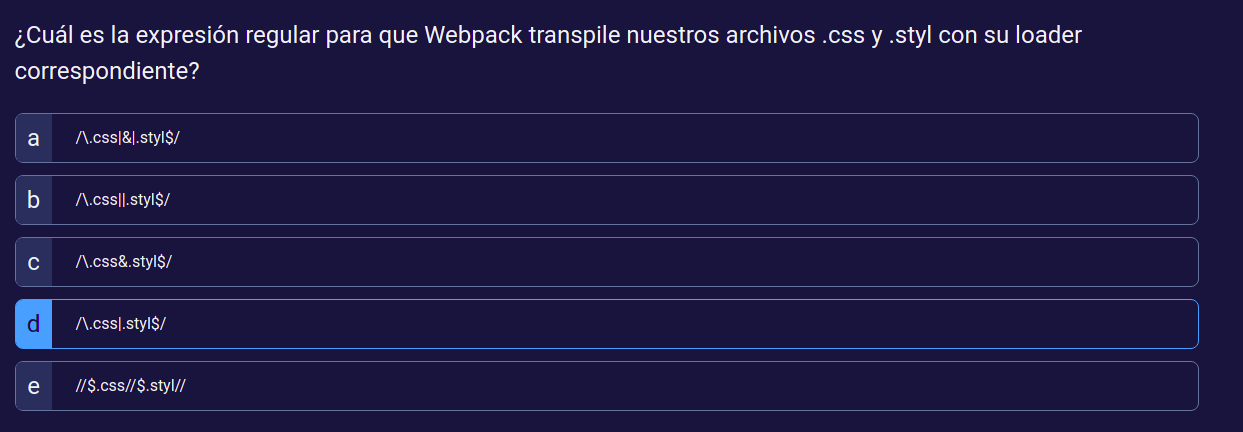 ¿Cuál es la expresión regular para que Webpack transpile nuestros archivos .css y .styl con su loader
correspondiente?
a /\.css|&|.styl$/
b /\.css||.styl$/
c /\.css&.styl$/
d /\.css|.styl$/
e //$.css//$.styl//